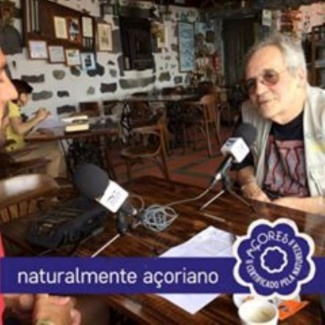 naturalmente açoriano
AÇORES
CERTIFICADO PELA NATUREZA